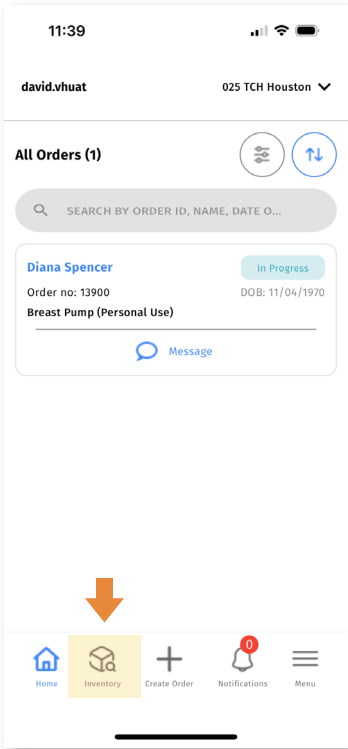 11:39
david.vhuat 025 TCH Houston
All Orders (1)
SEARCH BY ORDER ID, NAME, DATE O...
Diana Spencer In Progress
Order no: 13900 DOB: 11/04/1970
Breast Pump (Personal Use)
Message
0
Home Inventory Create Order Notifications Menu